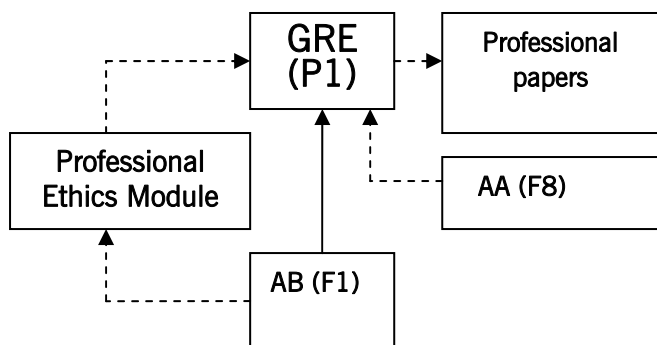 GRE
(P1)
Professional
papers
Professional
Ethics Module
AA (F8)
AB (F1)